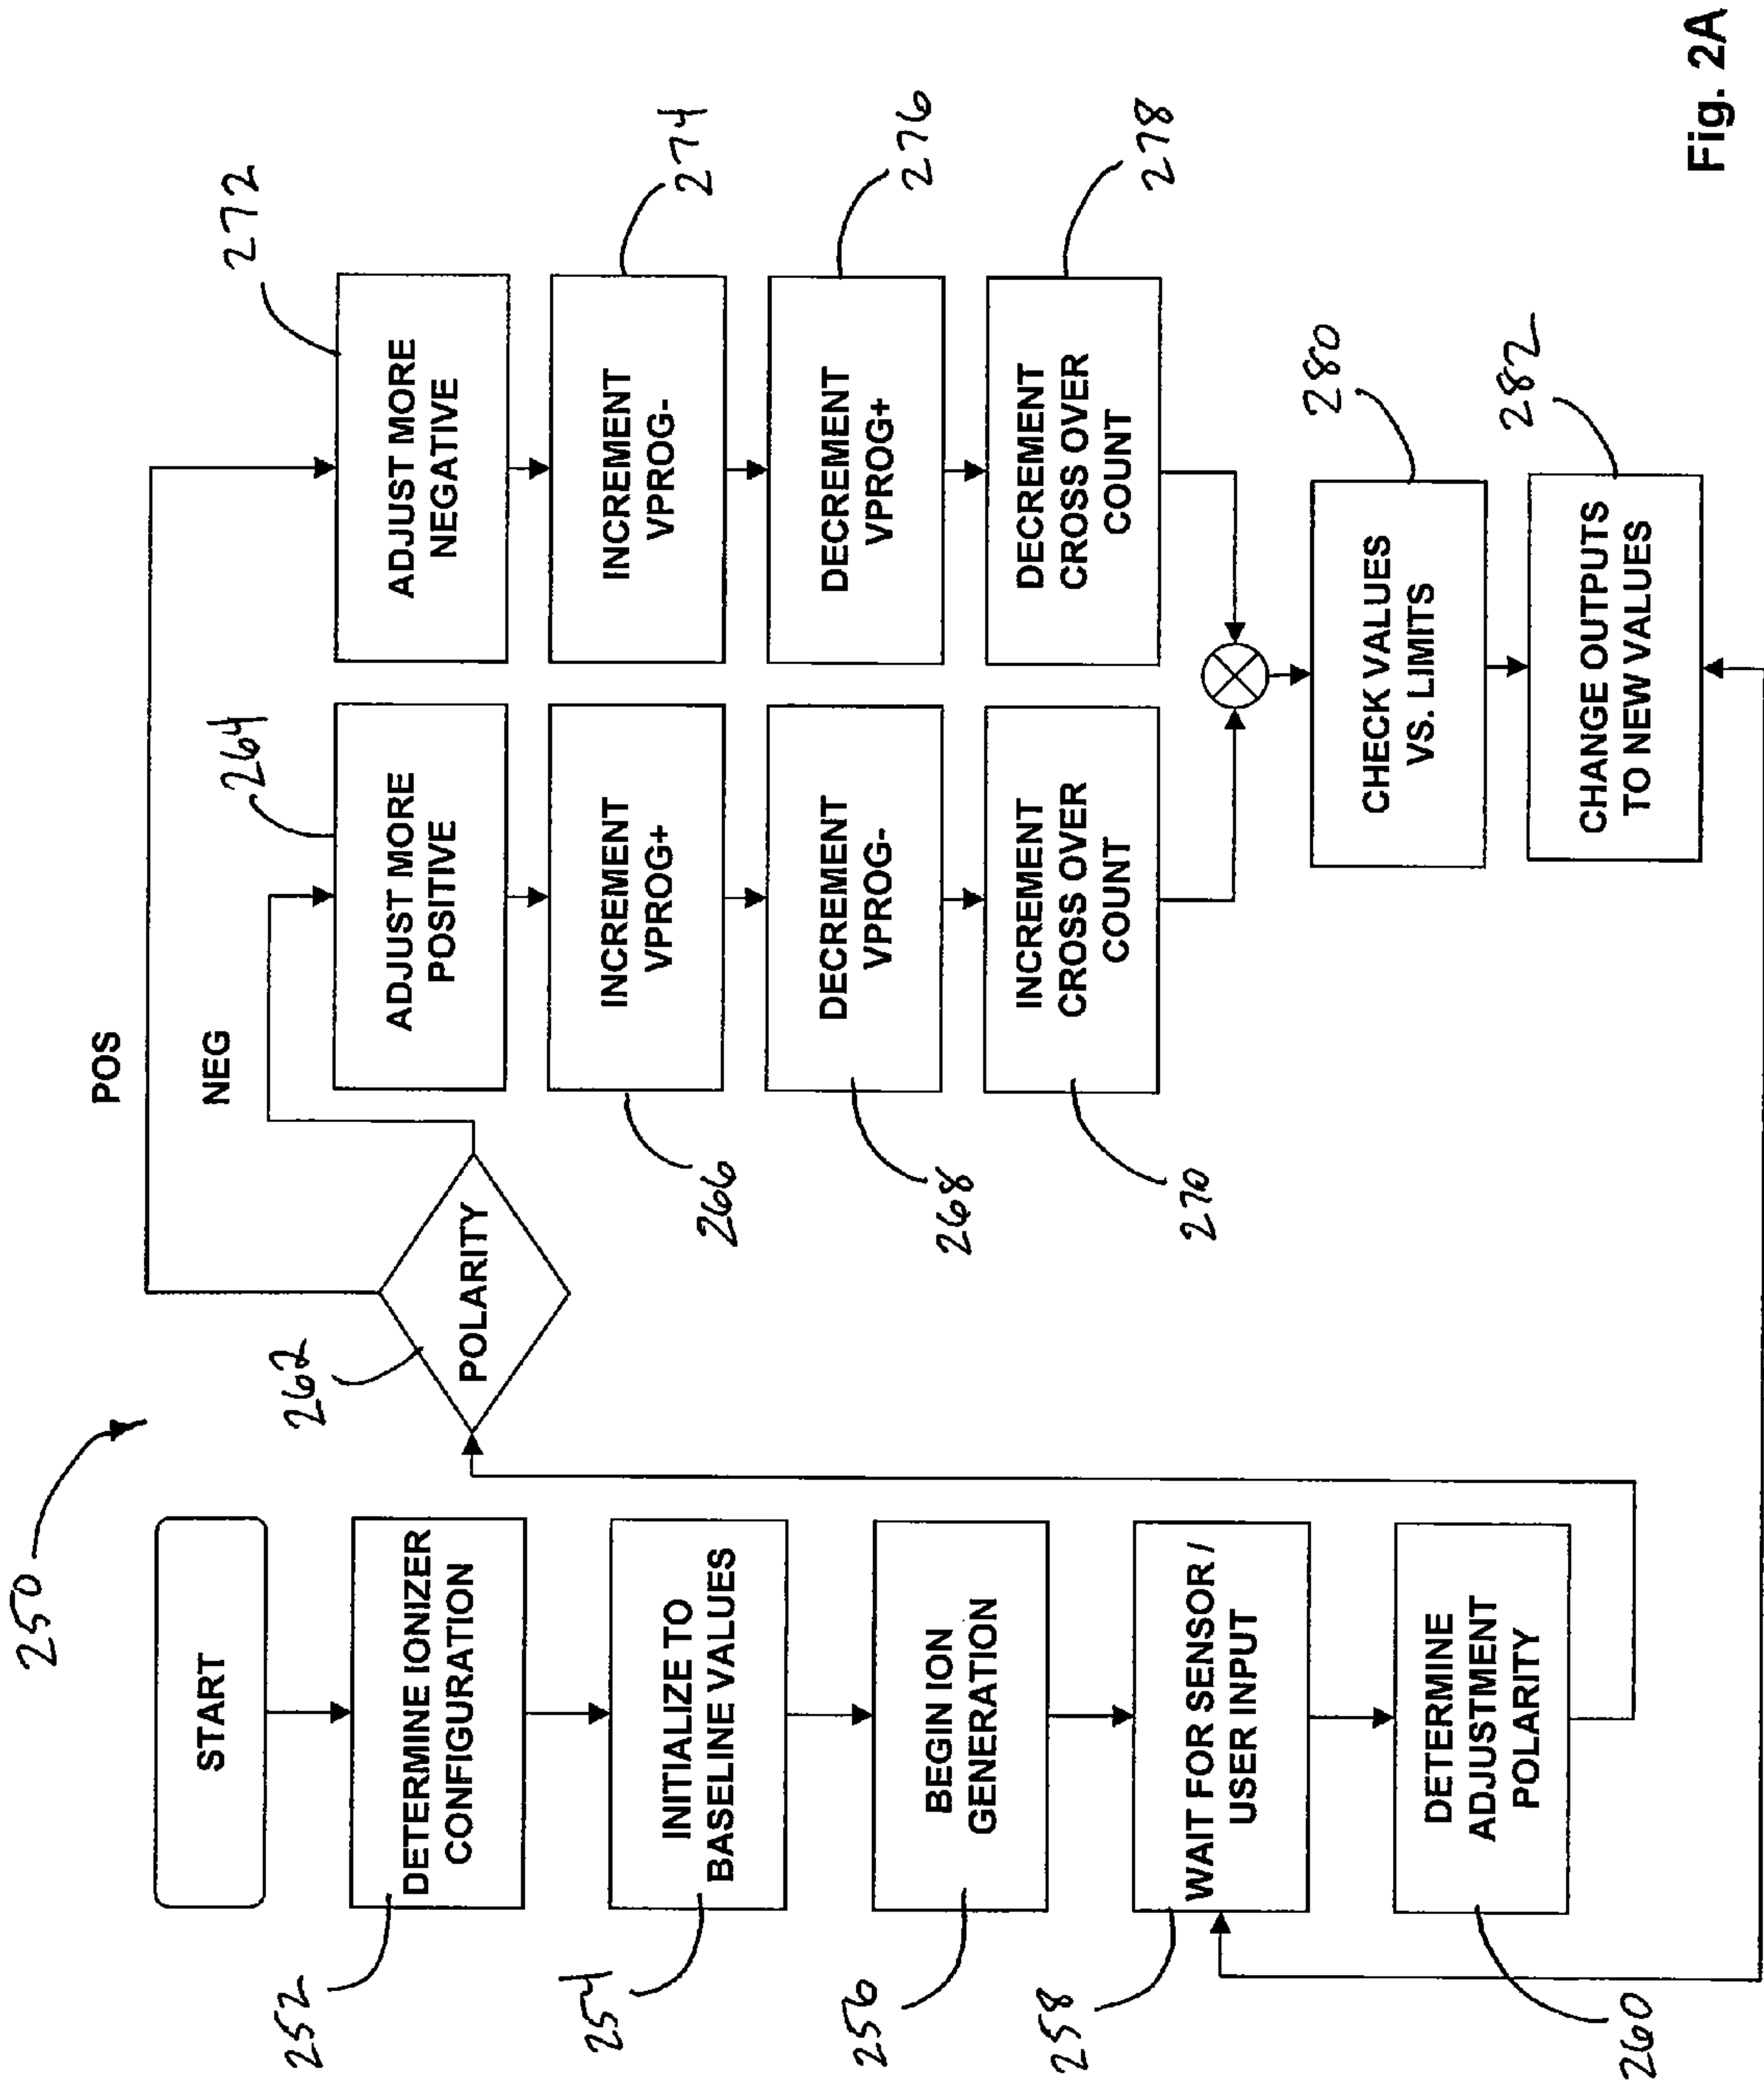 250
START
DETERMINE IONIZER
CONFIGURATION
252
INITIALIZE TO
BASELINE VALUES
254
BEGIN ION
GENERATION
256
WAIT FOR SENSOR /
USER INPUT
258
DETERMINE
ADJUSTMENT
POLARITY
260
POLARITY
262
POS
NEG
ADJUST MORE
POSITIVE
264
INCREMENT
VPROG+
266
DECREMENT
VPROG-
268
INCREMENT
CROSS OVER
COUNT
270
ADJUST MORE
NEGATIVE
272
INCREMENT
VPROG-
274
DECREMENT
VPROG+
276
DECREMENT
CROSS OVER
COUNT
278
CHECK VALUES
VS. LIMITS
280
CHANGE OUTPUTS
TO NEW VALUES
282
Fig. 2A